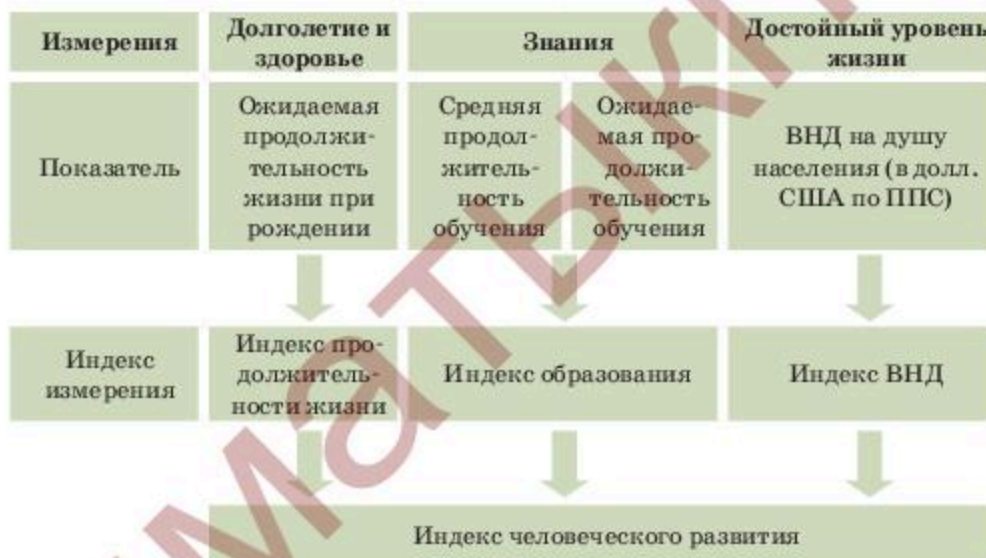 Измерения
Долголетие и
здоровье
Знания
Достойный уровень
жизни
Показатель
Ожидаемая
продолжи-
тельность
жизни при
рождении
Средняя
продол-
житель-
ность
обучения
Ожидае-
мая про-
должи-
тельность
обучения
ВНД на душу
населения (в долл.
США по ППС)
Индекс
измерения
Индекс про-
должитель-
ности жизни
Индекс образования
Индекс ВНД
Индекс человеческого развития